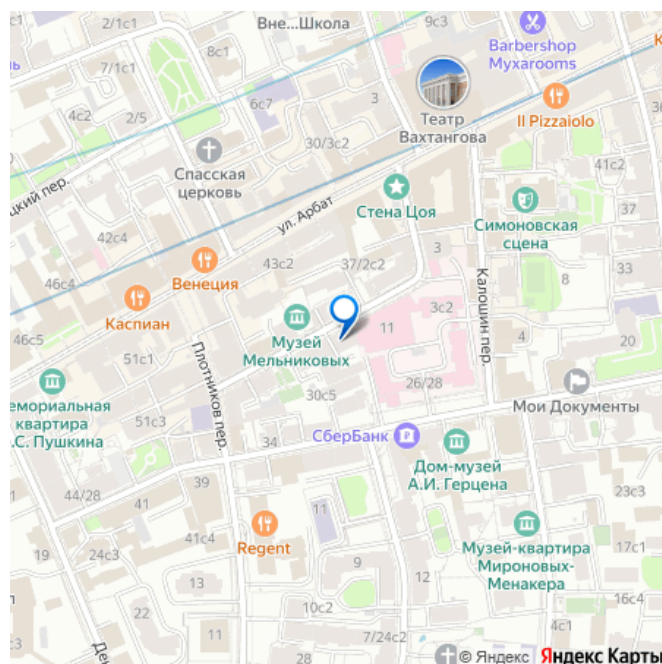 2/1с1
Вне...Школа
9с3
7/1с1
8с1
Barbershop
Myxarooms
4с2
2/5
6с7
3
Театр
Вахтангова
Il Pizzaiolo
30/3с2
Спасская
церковь
41с2
цкий пер.
ул. Арбат
Стена Цоя
37
Симоновская
сцена
42с4
3
43с2
37/2с2
Венеция
46с4
8
Калошин пер.
Каспиан
3с2
11
46с5
Музей
Мельниковых
4
20
51с1
Плотников пер.
26/28
емориальная
квартира
.С. Пушкина
30с5
Мои Документы
51с3
34
СберБанк
Дом-музей
А.И. Герцена
44/28
41
39
23с3
11
19
24с3
41с4
Regent
Музей-квартира
Мироновых-
Менакера
17с1
9
13
22
10с2
16с4
11
28
7/24с2
4с1
© Яндекс
Яндекс Карты